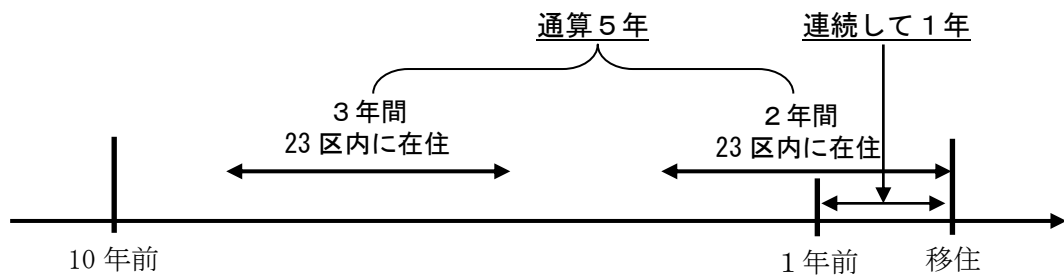 通算５年
連続して１年
３年間
23 区内に在住
２年間
23 区内に在住
10 年前
１年前
移住